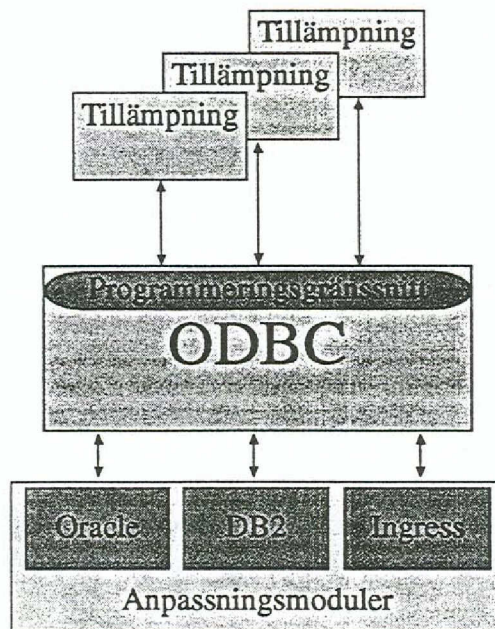 Tillämpning
Tillämpning
Tillämpning
Programmeringsgränssnitt
ODBC
Oracle
DB2
Ingress
Anpassningsmoduler